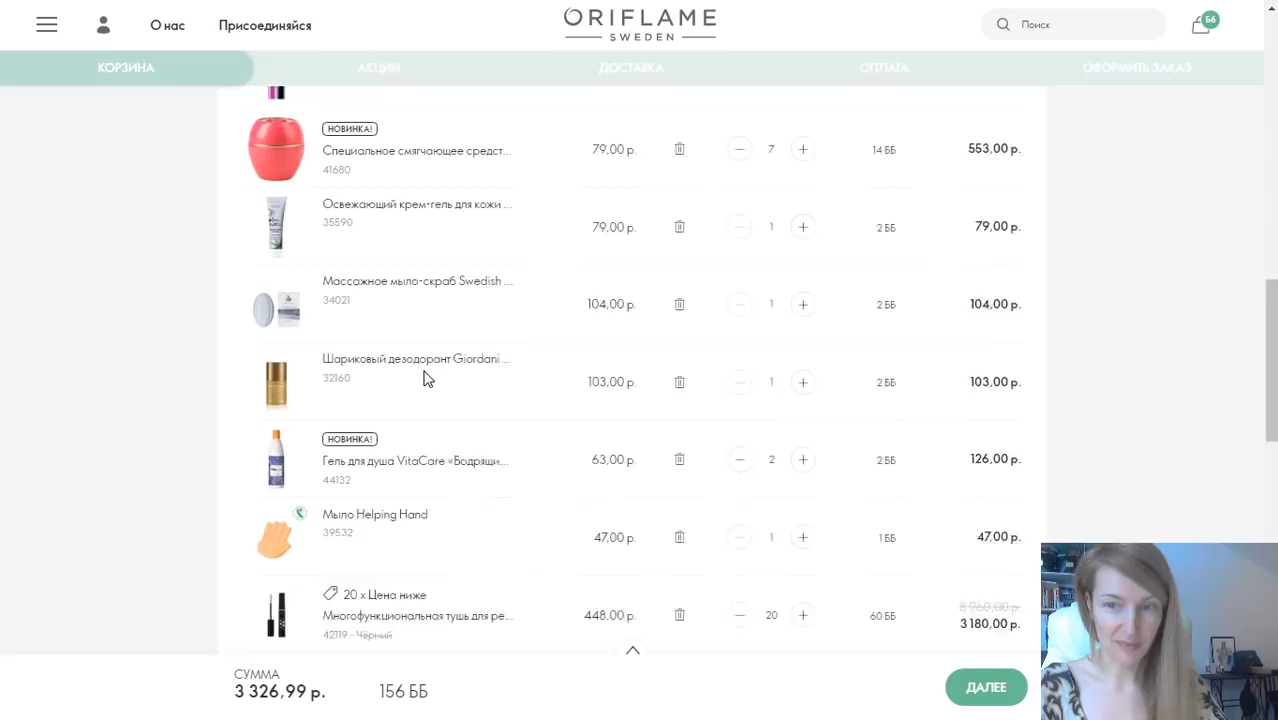 О нас
Присоединяйся
ORIFLAME
SWEDEN
Поиск
56
КОРЗИНА
АКЦИИ
ДОСТАВКА
ОПЛАТА
ОФОРМИТЬ ЗАКАЗ
НОВИНКА!
Специальное смягчающее средст...
41680
79,00 р.
7
14 ББ
553,00 р.
Освежающий крем-гель для кожи ...
35590
79,00 р.
1
2 ББ
79,00 р.
Массажное мыло-скраб Swedish ...
34021
104,00 р.
1
2 ББ
104,00 р.
Шариковый дезодорант Giordani ...
32160
103,00 р.
1
2 ББ
103,00 р.
НОВИНКА!
Гель для душа VitaCare «Бодрящи...
44132
63,00 р.
2
2 ББ
126,00 р.
Мыло Helping Hand
39532
47,00 р.
1
1 ББ
47,00 р.
20 x Цена ниже
Многофункциональная тушь для ре...
42119 - Чёрный
448,00 р.
20
60 ББ
8 960,00 р.
3 180,00 р.
СУММА
3 326,99 р.
156 ББ
ДАЛЕЕ